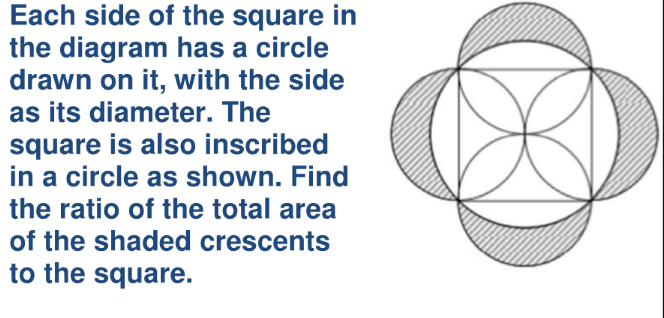 Each side of the square in
the diagram has a circle
drawn on it, with the side
as its diameter. The
square is also inscribed
in a circle as shown. Find
the ratio of the total area
of the shaded crescents
to the square.